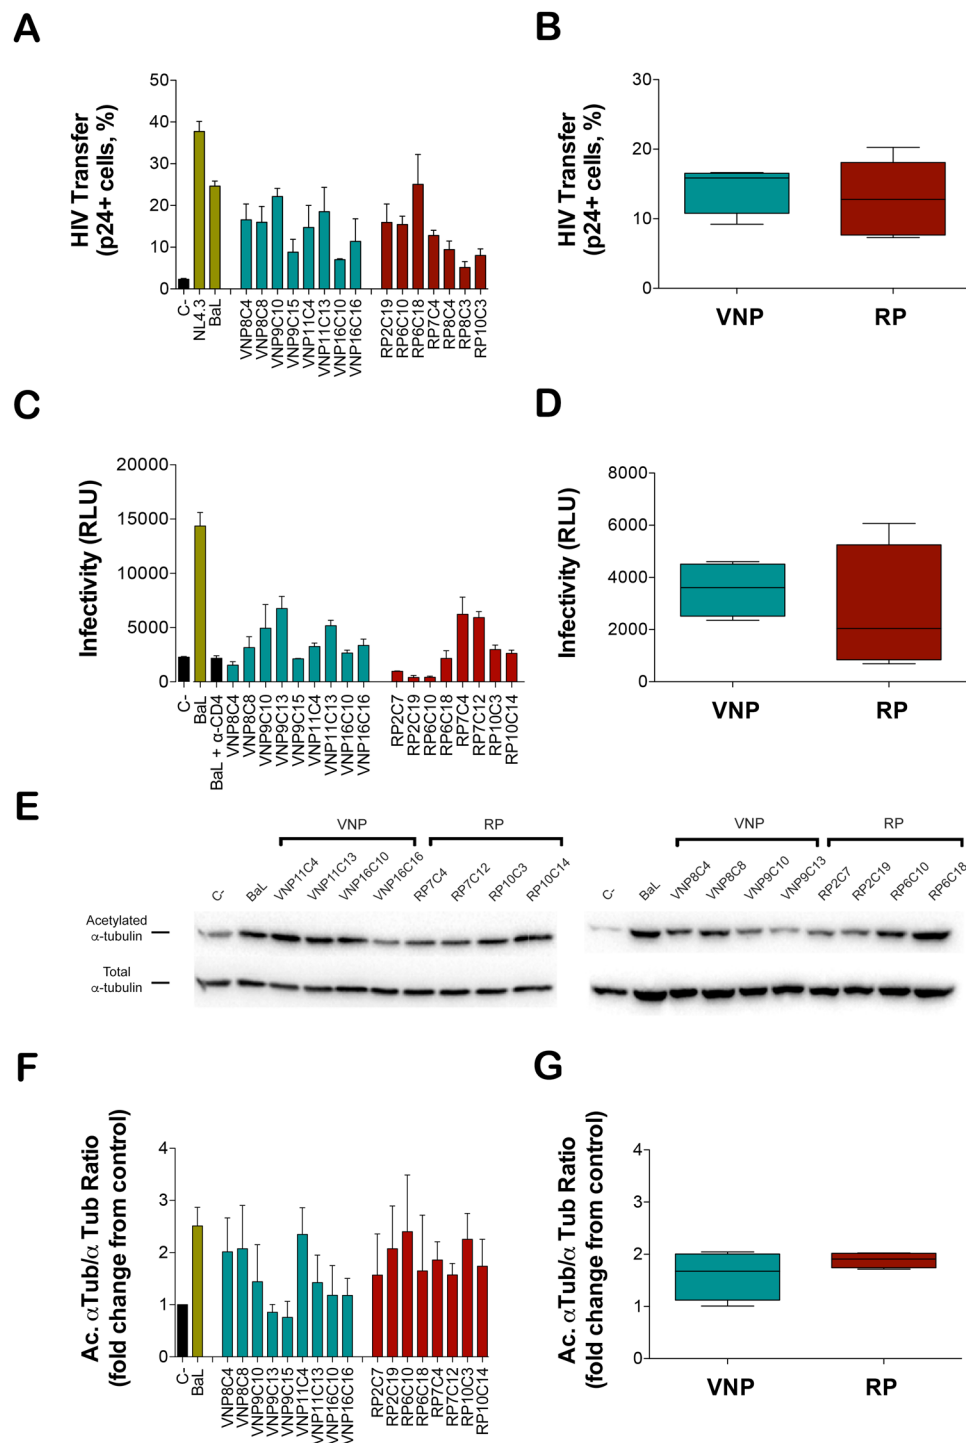 A
HIV Transfer
(p24+ cells, %)
50
40
30
20
10
0
C-
NL4.3
BaL
VNP8C4
VNP8C8
VNP9C10
VNP9C15
VNP11C4
VNP11C13
VNP16C10
VNP16C16
RP2C19
RP6C10
RP6C18
RP7C4
RP8C4
RP8C3
RP10C3
B
HIV Transfer
(p24+ cells, %)
30
20
10
0
VNP
RP
C
Infectivity (RLU)
20000
15000
10000
5000
0
C-
BaL
BaL + α-CD4
VNP8C4
VNP8C8
VNP9C10
VNP9C13
VNP9C15
VNP11C4
VNP11C13
VNP16C10
VNP16C16
RP2C7
RP2C19
RP6C10
RP6C18
RP7C4
RP7C12
RP10C3
RP10C14
D
Infectivity (RLU)
8000
6000
4000
2000
0
VNP
RP
E
VNP
RP
C-
BaL
VNP11C4
VNP11C13
VNP16C10
VNP16C16
RP7C4
RP7C12
RP10C3
RP10C14
VNP
RP
C-
BaL
VNP8C4
VNP8C8
VNP9C10
VNP9C13
RP2C7
RP2C19
RP6C10
RP6C18
Acetylated
α-tubulin
Total
α-tubulin
F
Ac. αTub/α Tub Ratio
(fold change from control)
4
3
2
1
0
C-
BaL
VNP8C4
VNP8C8
VNP9C10
VNP9C13
VNP9C15
VNP11C4
VNP11C13
VNP16C10
VNP16C16
RP2C7
RP2C19
RP6C10
RP6C18
RP7C4
RP7C12
RP10C3
RP10C14
G
Ac. αTub/α Tub Ratio
(fold change from control)
4
3
2
1
0
VNP
RP